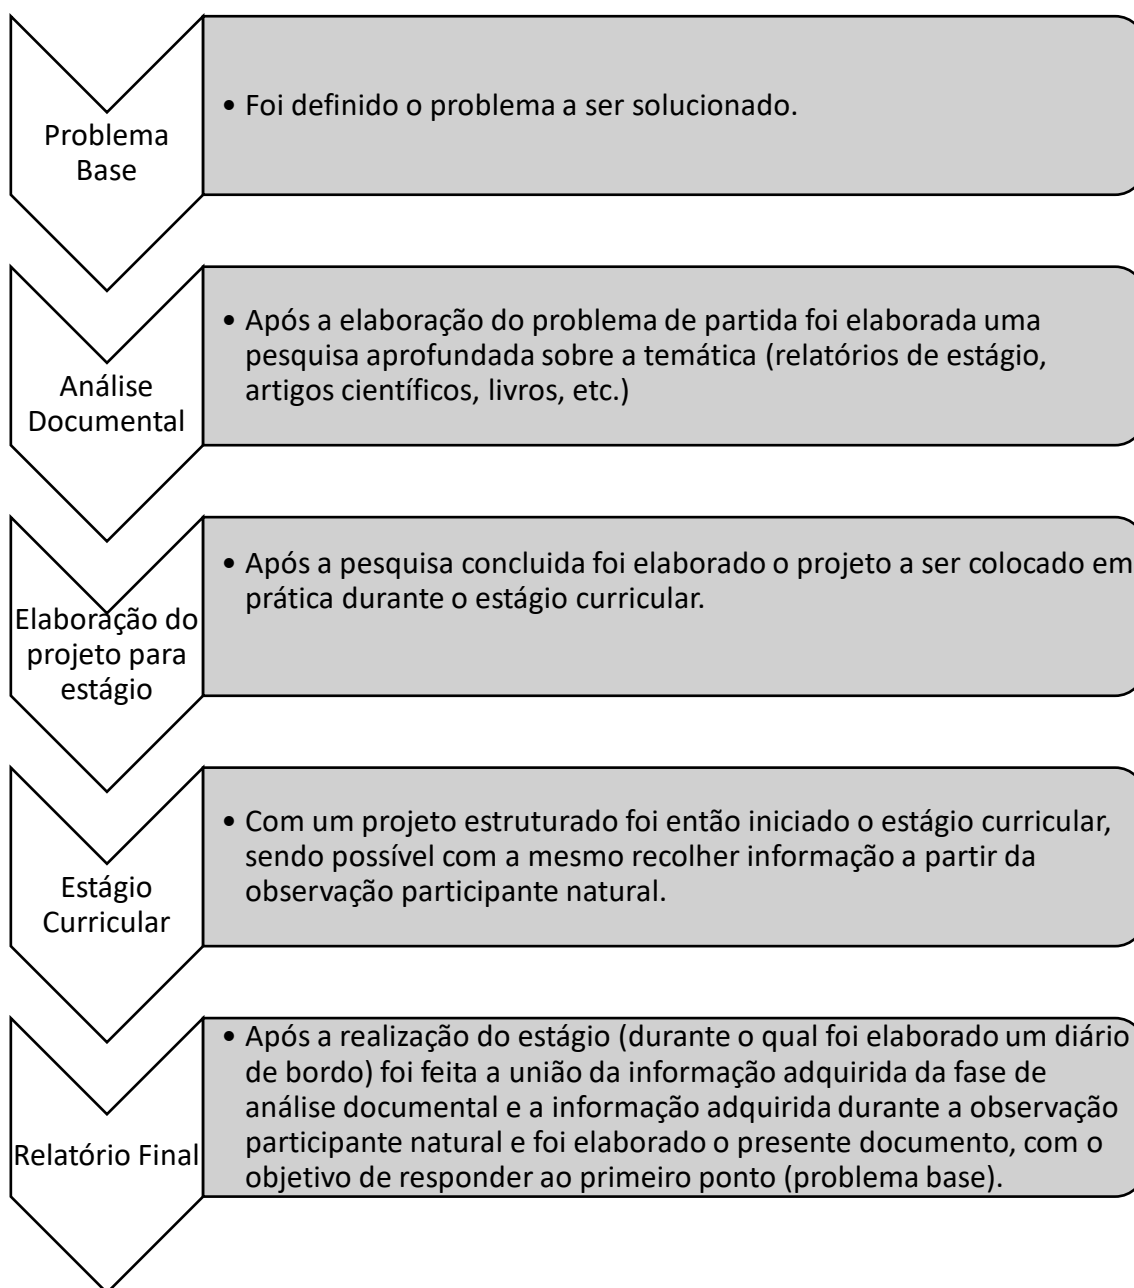 Problema
Base
• Foi definido o problema a ser solucionado.
Análise
Documental
• Após a elaboração do problema de partida foi elaborada uma
pesquisa aprofundada sobre a temática (relatórios de estágio,
artigos científicos, livros, etc.)
Elaboração do
projeto para
estágio
• Após a pesquisa concluida foi elaborado o projeto a ser colocado em
prática durante o estágio curricular.
Estágio
Curricular
• Com um projeto estruturado foi então iniciado o estágio curricular,
sendo possível com a mesmo recolher informação a partir da
observação participante natural.
Relatório Final
• Após a realização do estágio (durante o qual foi elaborado um diário
de bordo) foi feita a união da informação adquirida da fase de
análise documental e a informação adquirida durante a observação
participante natural e foi elaborado o presente documento, com o
objetivo de responder ao primeiro ponto (problema base).